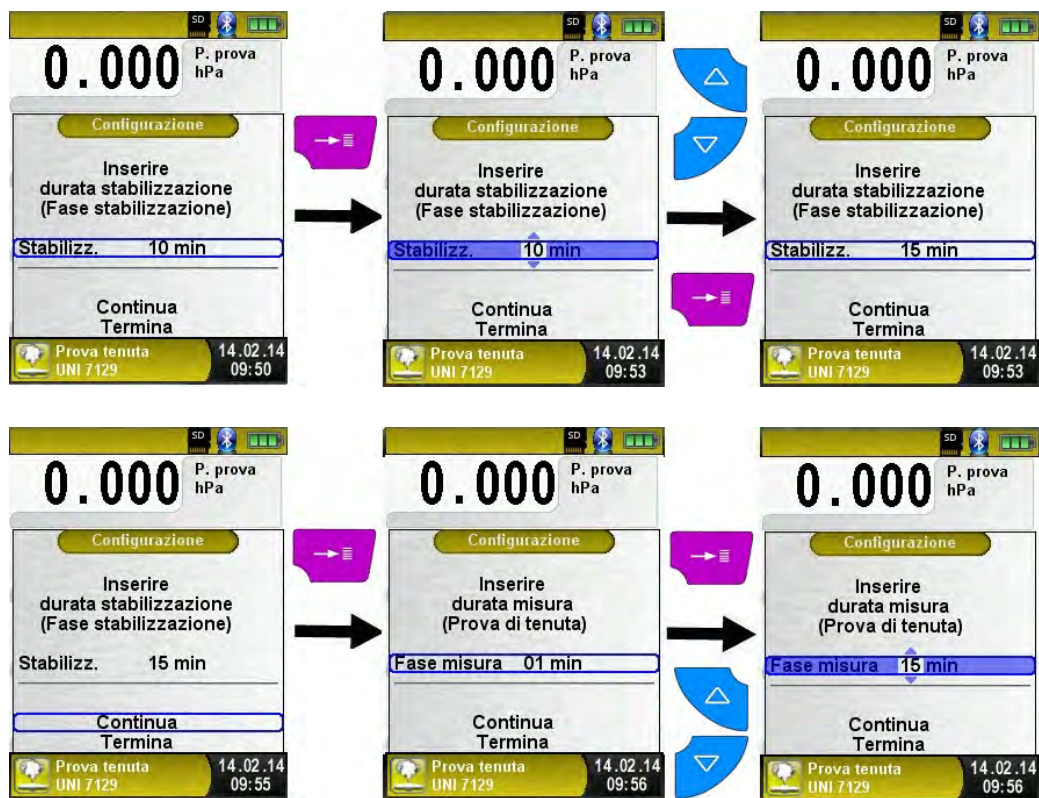 SD
0.000 P. prova
hPa
Configurazione
Inserire
durata stabilizzazione
(Fase stabilizzazione)
Stabilizz. 10 min
Continua
Termina
Prova tenuta 14.02.14
UNI 7129 09:50
SD
0.000 P. prova
hPa
Configurazione
Inserire
durata stabilizzazione
(Fase stabilizzazione)
Stabilizz. 10 min
Continua
Termina
Prova tenuta 14.02.14
UNI 7129 09:53
SD
0.000 P. prova
hPa
Configurazione
Inserire
durata stabilizzazione
(Fase stabilizzazione)
Stabilizz. 15 min
Continua
Termina
Prova tenuta 14.02.14
UNI 7129 09:53
SD
0.000 P. prova
hPa
Configurazione
Inserire
durata stabilizzazione
(Fase stabilizzazione)
Stabilizz. 15 min
Continua
Termina
Prova tenuta 14.02.14
UNI 7129 09:55
SD
0.000 P. prova
hPa
Configurazione
Inserire
durata misura
(Prova di tenuta)
Fase misura 01 min
Continua
Termina
Prova tenuta 14.02.14
UNI 7129 09:56
SD
0.000 P. prova
hPa
Configurazione
Inserire
durata misura
(Prova di tenuta)
Fase misura 15 min
Continua
Termina
Prova tenuta 14.02.14
UNI 7129 09:56